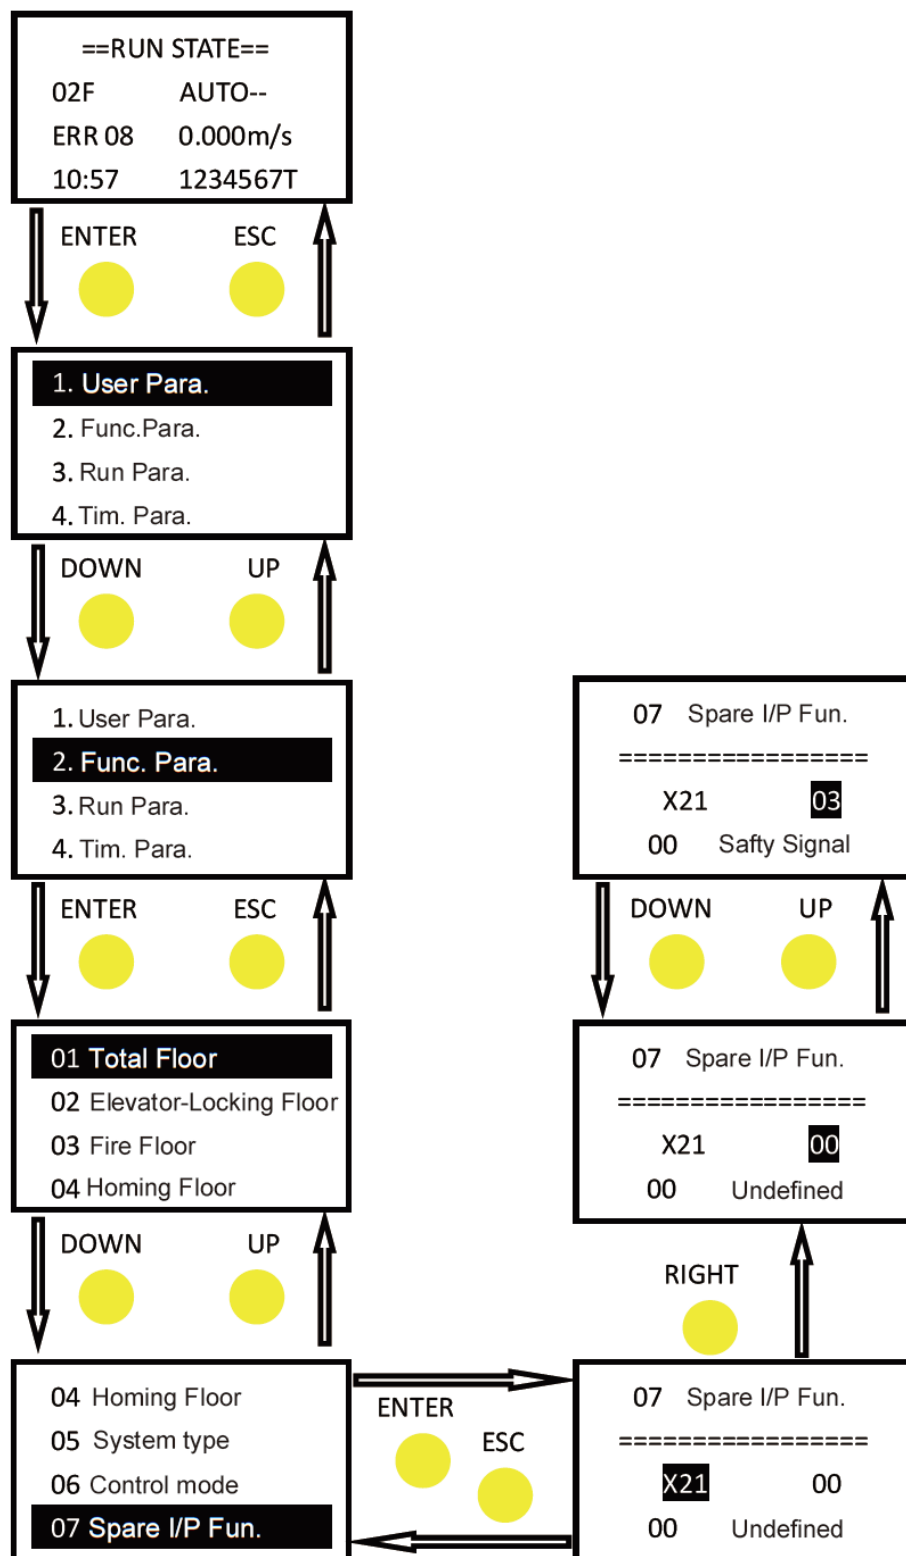 ==RUN STATE==
02F AUTO--
ERR 08 0.000m/s
10:57 1234567T
ENTER ESC
1. User Para.
2. Func.Para.
3. Run Para.
4. Tim. Para.
DOWN UP
1. User Para.
2. Func. Para.
3. Run Para.
4. Tim. Para.
ENTER ESC
01 Total Floor
02 Elevator-Locking Floor
03 Fire Floor
04 Homing Floor
DOWN UP
04 Homing Floor
05 System type
06 Control mode
07 Spare I/P Fun.
ENTER
ESC
07 Spare I/P Fun.
==================
X21 03
00 Safty Signal
DOWN UP
07 Spare I/P Fun.
==================
X21 00
00 Undefined
RIGHT
07 Spare I/P Fun.
==================
X21 00
00 Undefined